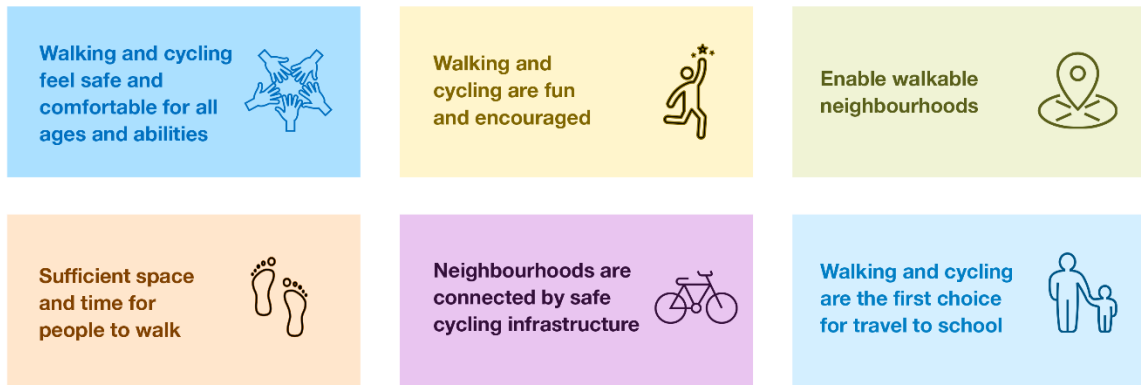 Walking and cycling
feel safe and
comfortable for all
ages and abilities
Walking and
cycling are fun
and encouraged
Enable walkable
neighbourhoods
Sufficient space
and time for
people to walk
Neighbourhoods are
connected by safe
cycling infrastructure
Walking and cycling
are the first choice
for travel to school